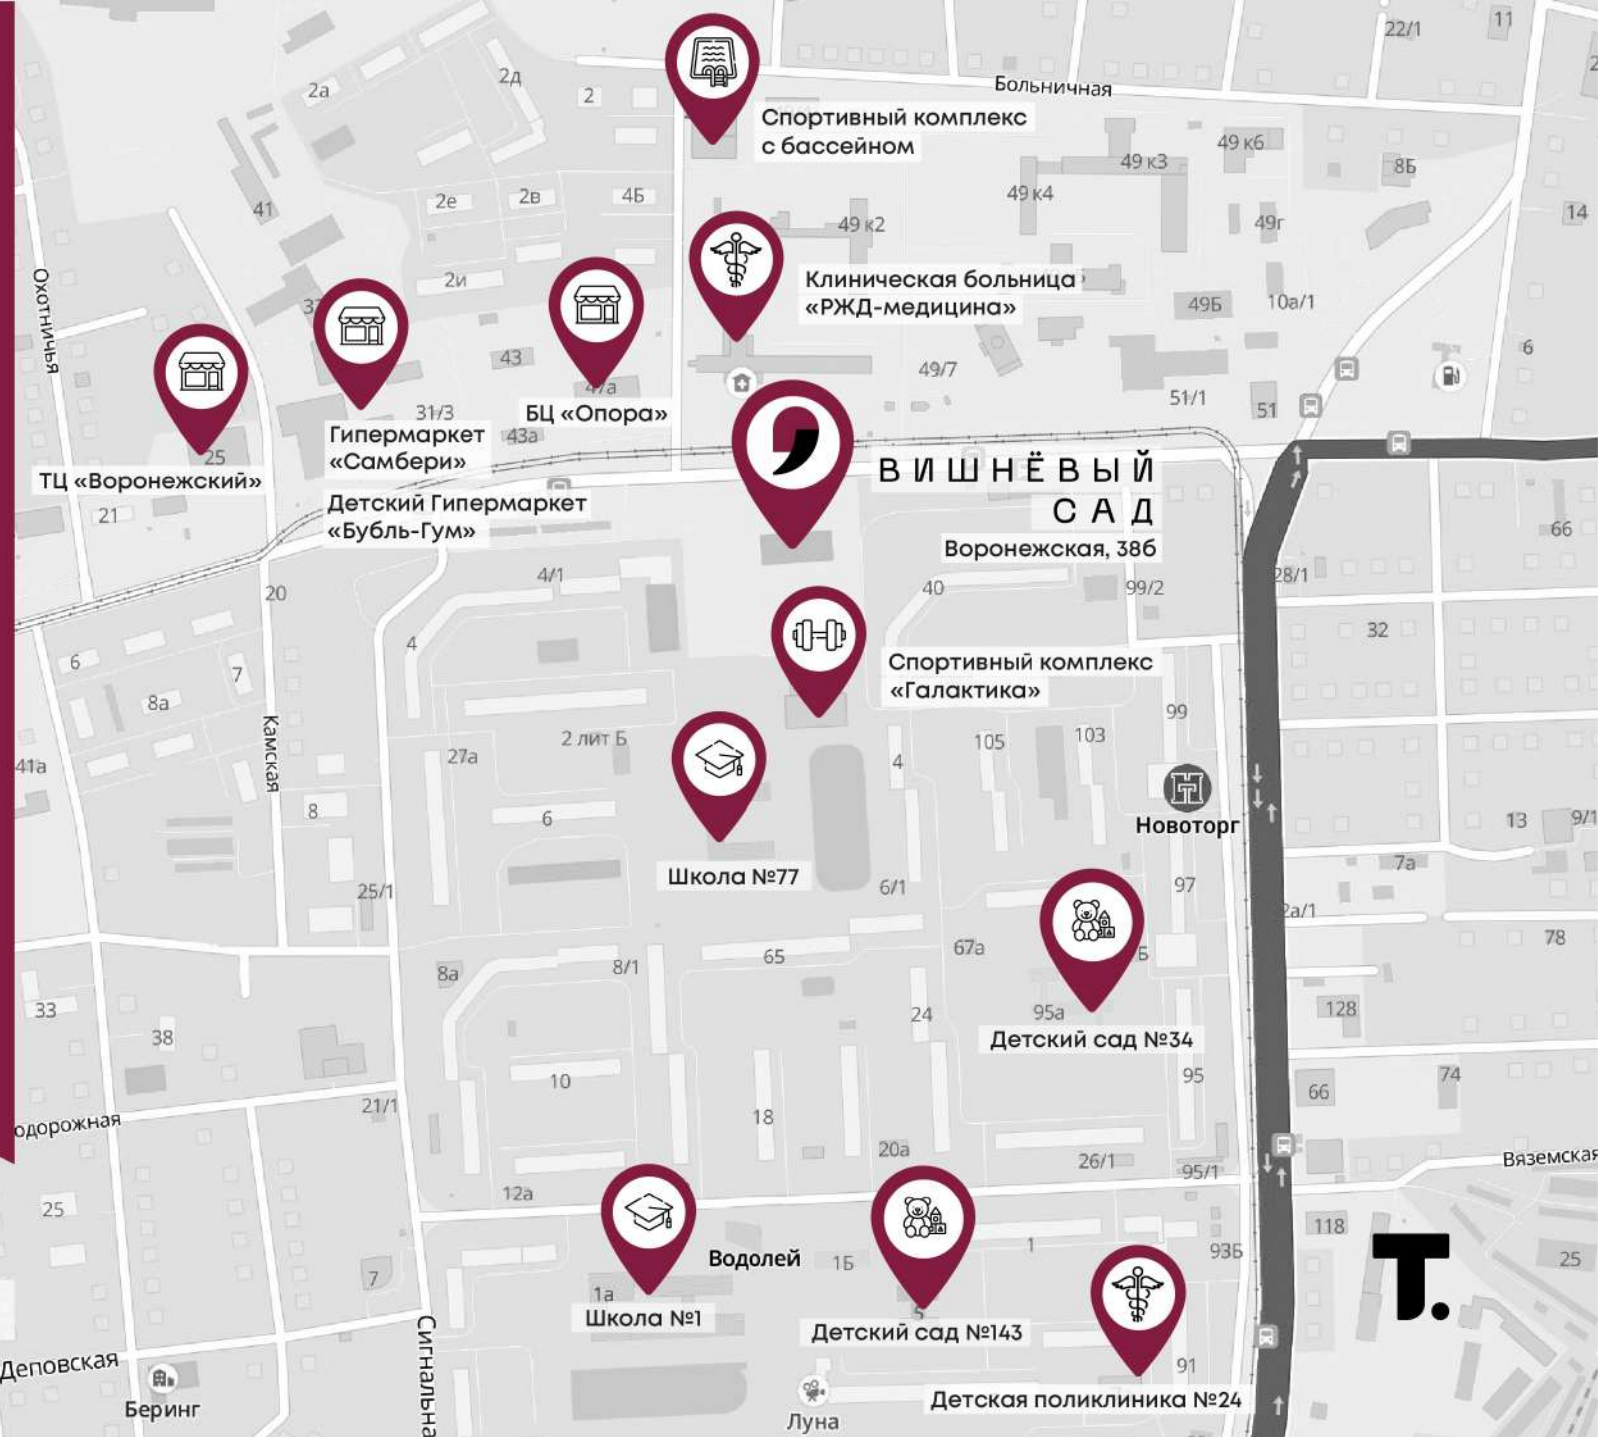 22/1
11
2д
2а
2
Больничная
Спортивный комплекс
с бассейном
49 к6
49 к3
8Б
2е
2в
4Б
49 к4
41
49 к2
49г
14
Охотничья
2и
Клиническая больница
«РЖД-медицина»
49Б
10а/1
6
43
47а
49/7
51/1
51
31/3
БЦ «Опора»
43а
Гипермаркет
«Самбери»
25
ТЦ «Воронежский»
ВИШНЁВЫЙ
САД
Воронежская, 38б
Детский Гипермаркет
«Бубль-Гум»
21
66
4/1
28/1
20
40
99/2
4
32
6
7
Спортивный комплекс
«Галактика»
8а
99
Камская
2 лит Б
27а
105
103
4
41а
8
6
Новоторг
13
9/1
7а
Школа №77
6/1
97
25/1
2а/1
78
65
67а
Б
8а
8/1
33
24
95а
128
38
Детский сад №34
10
95
74
66
21/1
одорожная
18
20а
26/1
95/1
Вяземская
12а
25
118
Т.
Водолей
1Б
1
93Б
25
7
1а
5
Школа №1
Детский сад №143
Сигнальна
Деповская
91
Беринг
Детская поликлиника №24
Луна